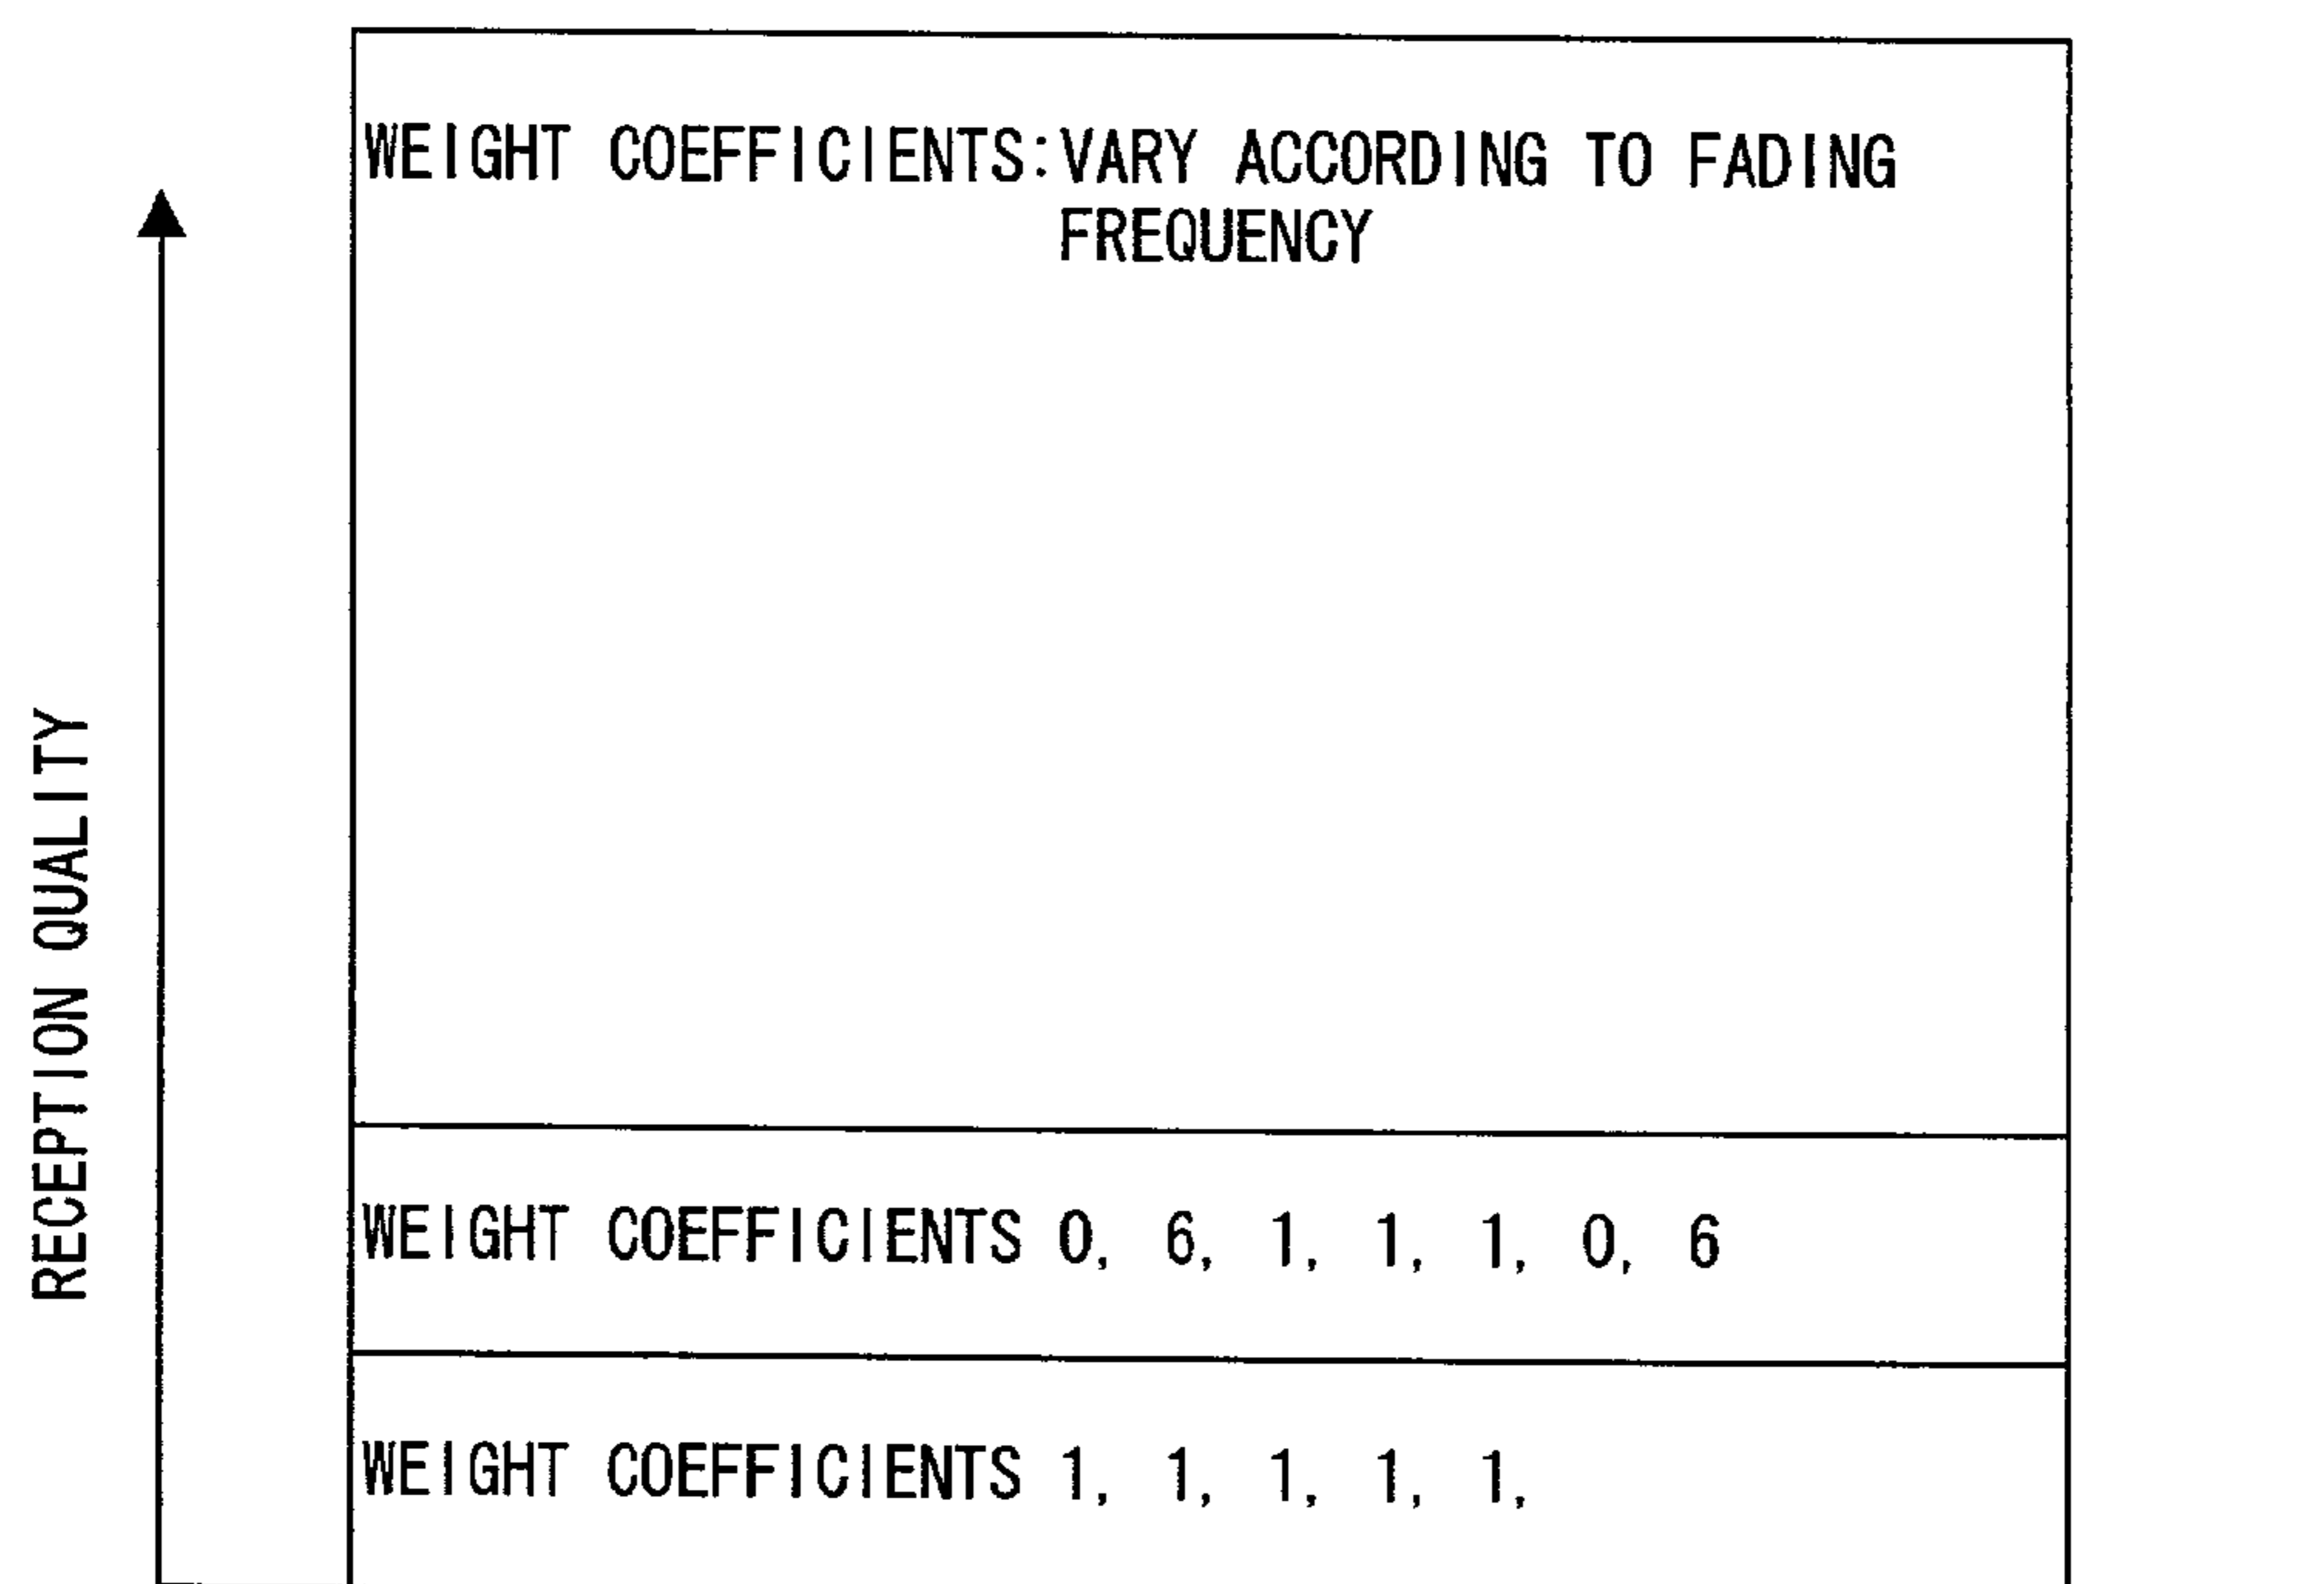 WEIGHT COEFFICIENTS:VARY ACCORDING TO FADING
FREQUENCY
RECEPTION QUALITY
WEIGHT COEFFICIENTS 0, 6, 1, 1, 1, 0, 6
WEIGHT COEFFICIENTS 1, 1, 1, 1, 1,